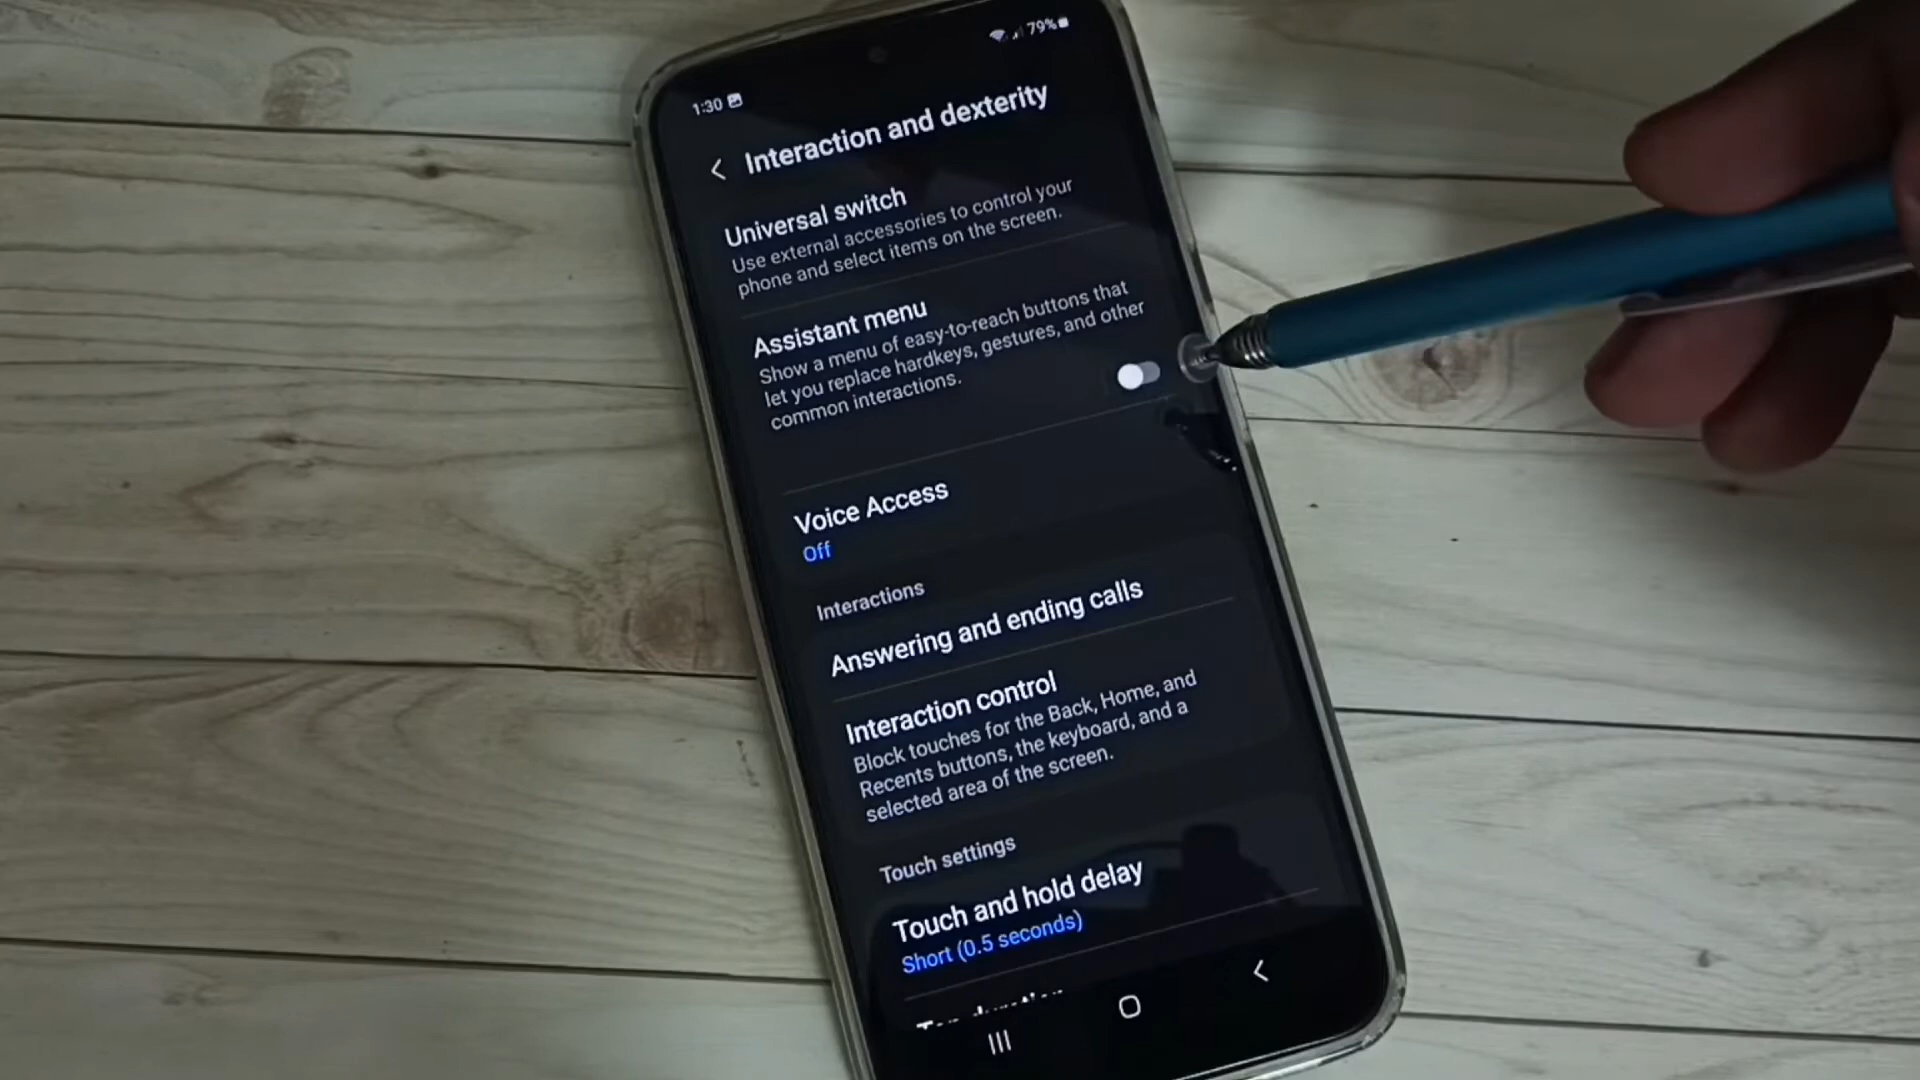 1:30
79%
Interaction and dexterity
Universal switch
Use external accessories to control your
phone and select items on the screen.
Assistant menu
Show a menu of easy-to-reach buttons that
let you replace hardkeys, gestures, and other
common interactions.
Voice Access
Off
Interactions
Answering and ending calls
Interaction control
Block touches for the Back, Home, and
Recents buttons, the keyboard, and a
selected area of the screen.
Touch settings
Touch and hold delay
Short (0.5 seconds)